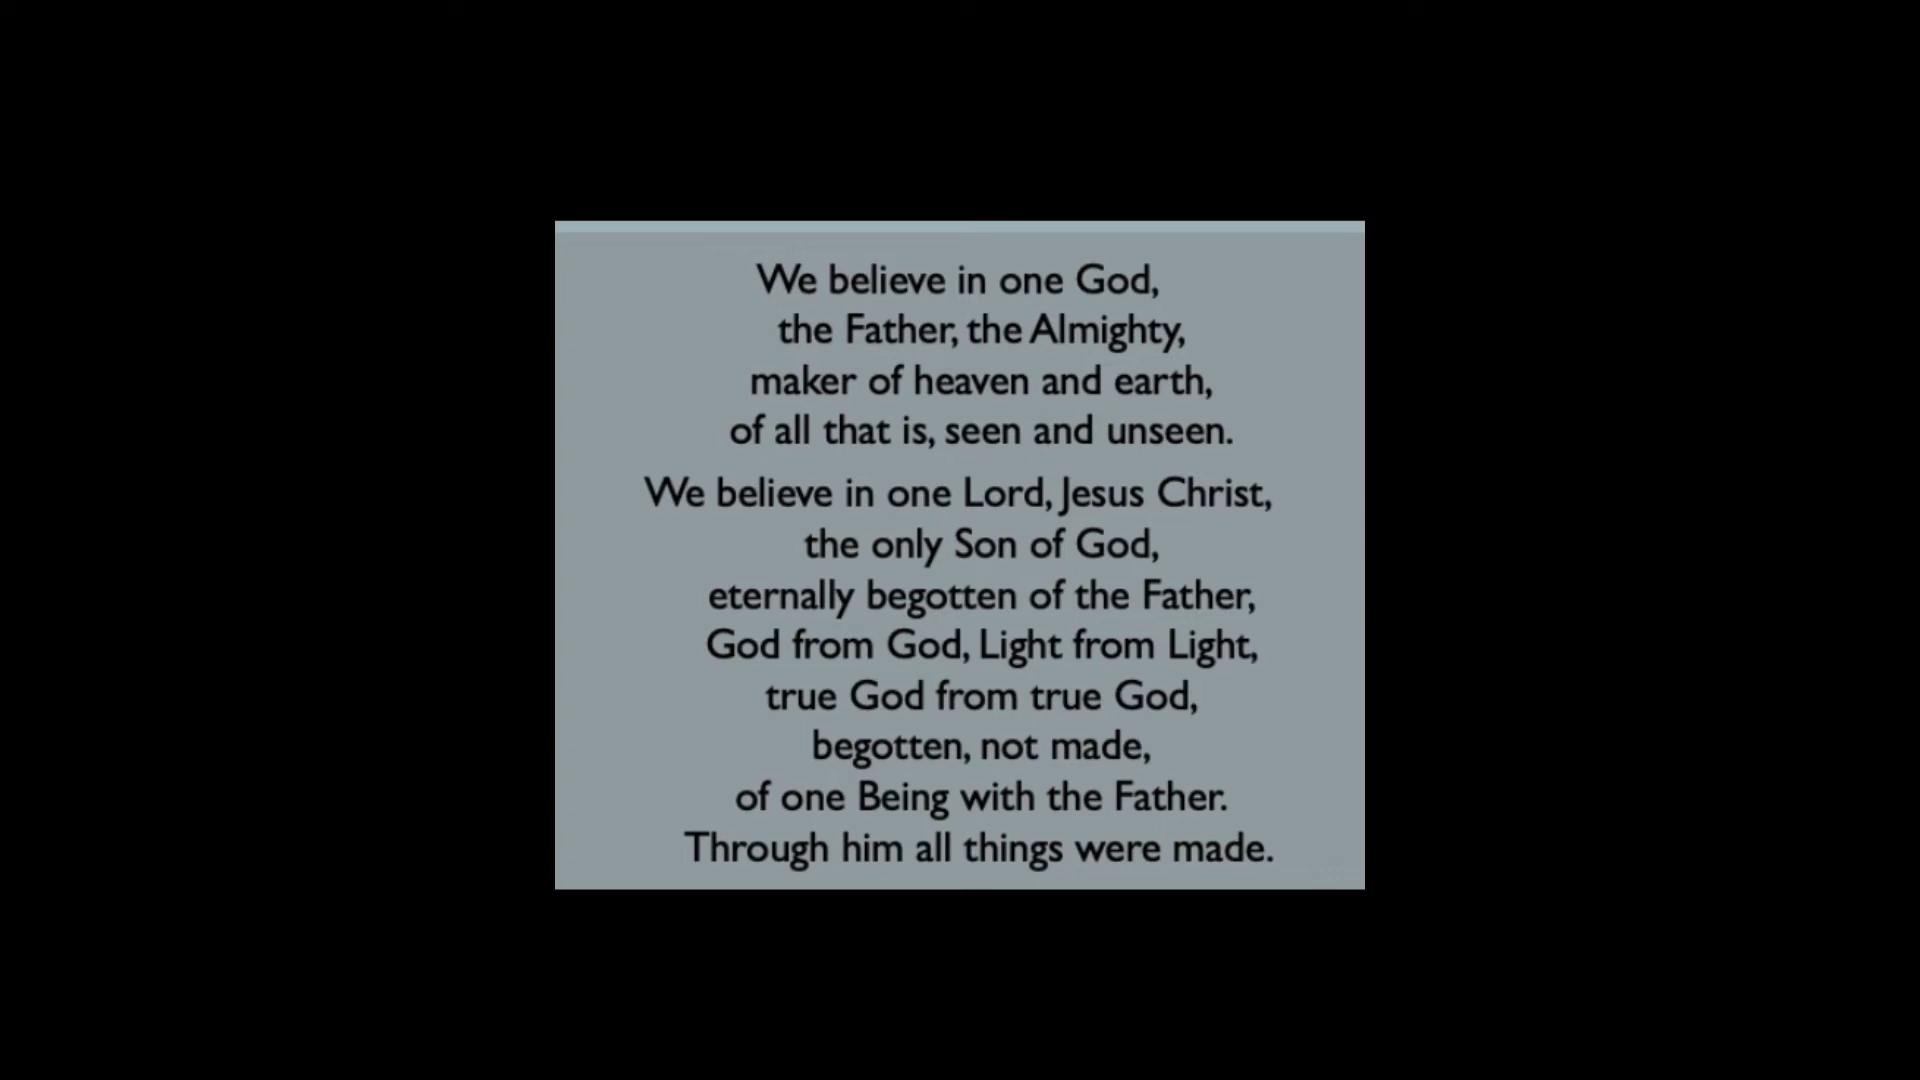 We believe in one God,
the Father, the Almighty,
maker of heaven and earth,
of all that is, seen and unseen.
We believe in one Lord, Jesus Christ,
the only Son of God,
eternally begotten of the Father,
God from God, Light from Light,
true God from true God,
begotten, not made,
of one Being with the Father.
Through him all things were made.